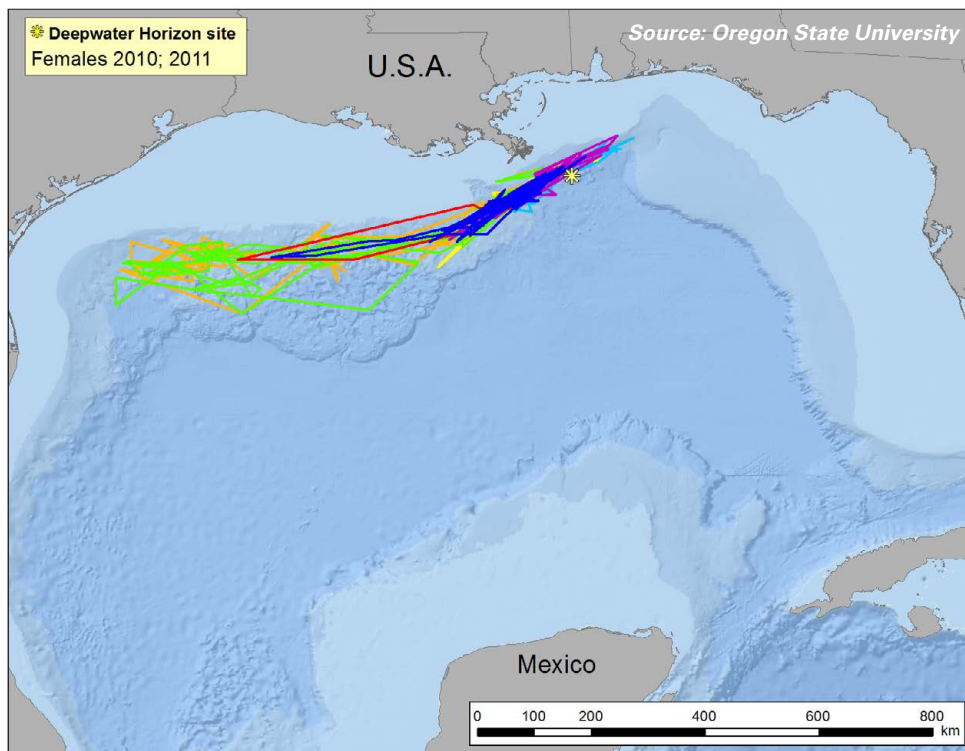 Deepwater Horizon site
Females 2010; 2011
Source: Oregon State University
U.S.A.
Mexico
0 100 200 400 600 800
km